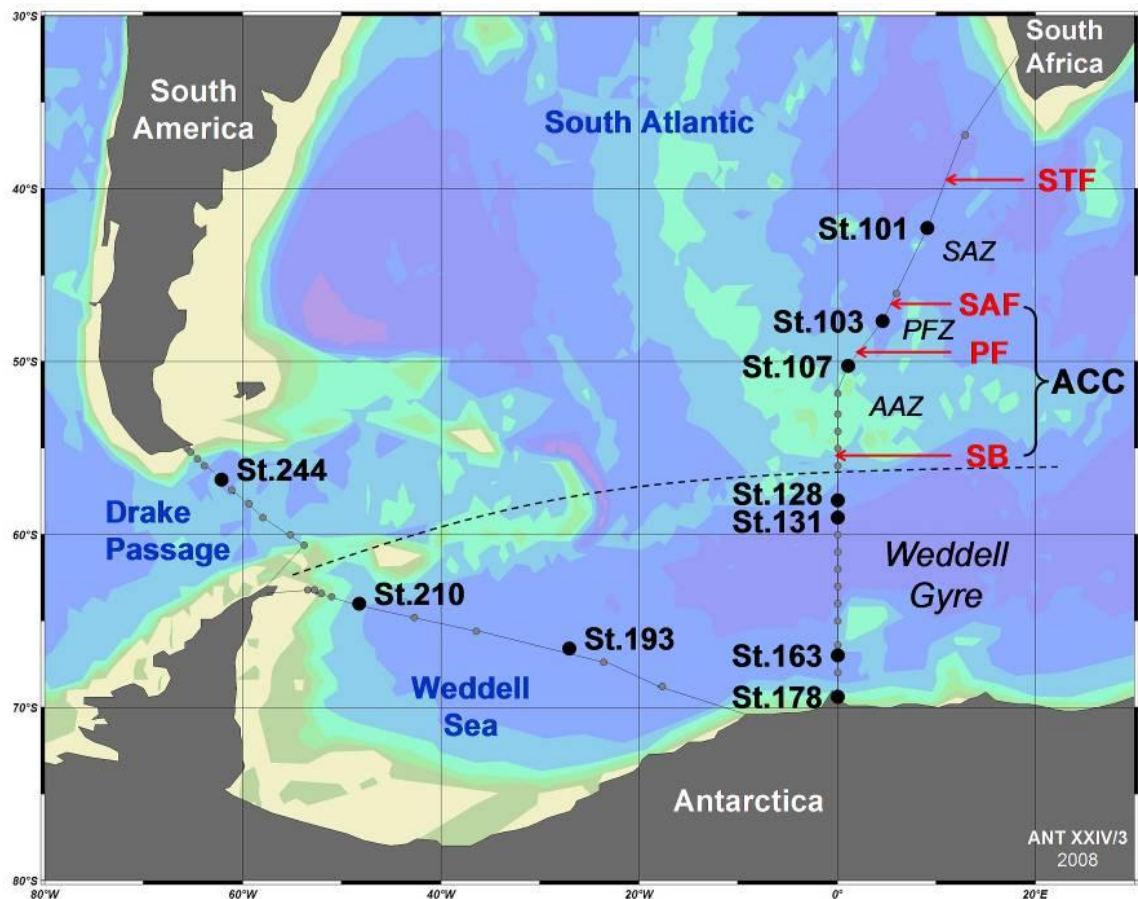 30°S
South
Africa
South
America
South Atlantic
40°S
STF
St.101
SAZ
SAF
St.103
PFZ
PF
50°S
St.107
ACC
AAZ
SB
St.244
St.128
Drake
Passage
St.131
60°S
Weddell
Gyre
St.210
St.193
St.163
Weddell
Sea
St.178
70°S
Antarctica
ANT XXIV/3
2008
80°S
80°W
60°W
40°W
20°W
0°
20°E